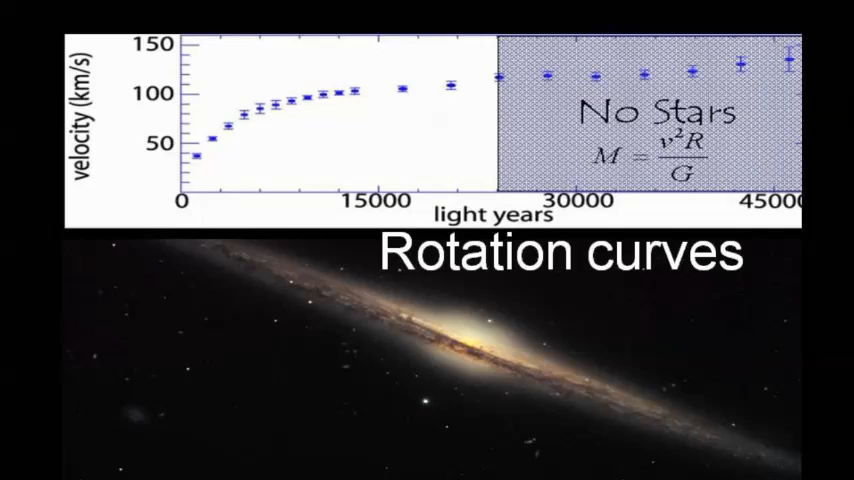 150
100
50
velocity (km/s)
No Stars
M = v²R / G
0 15000 30000 45000
light years
Rotation curves